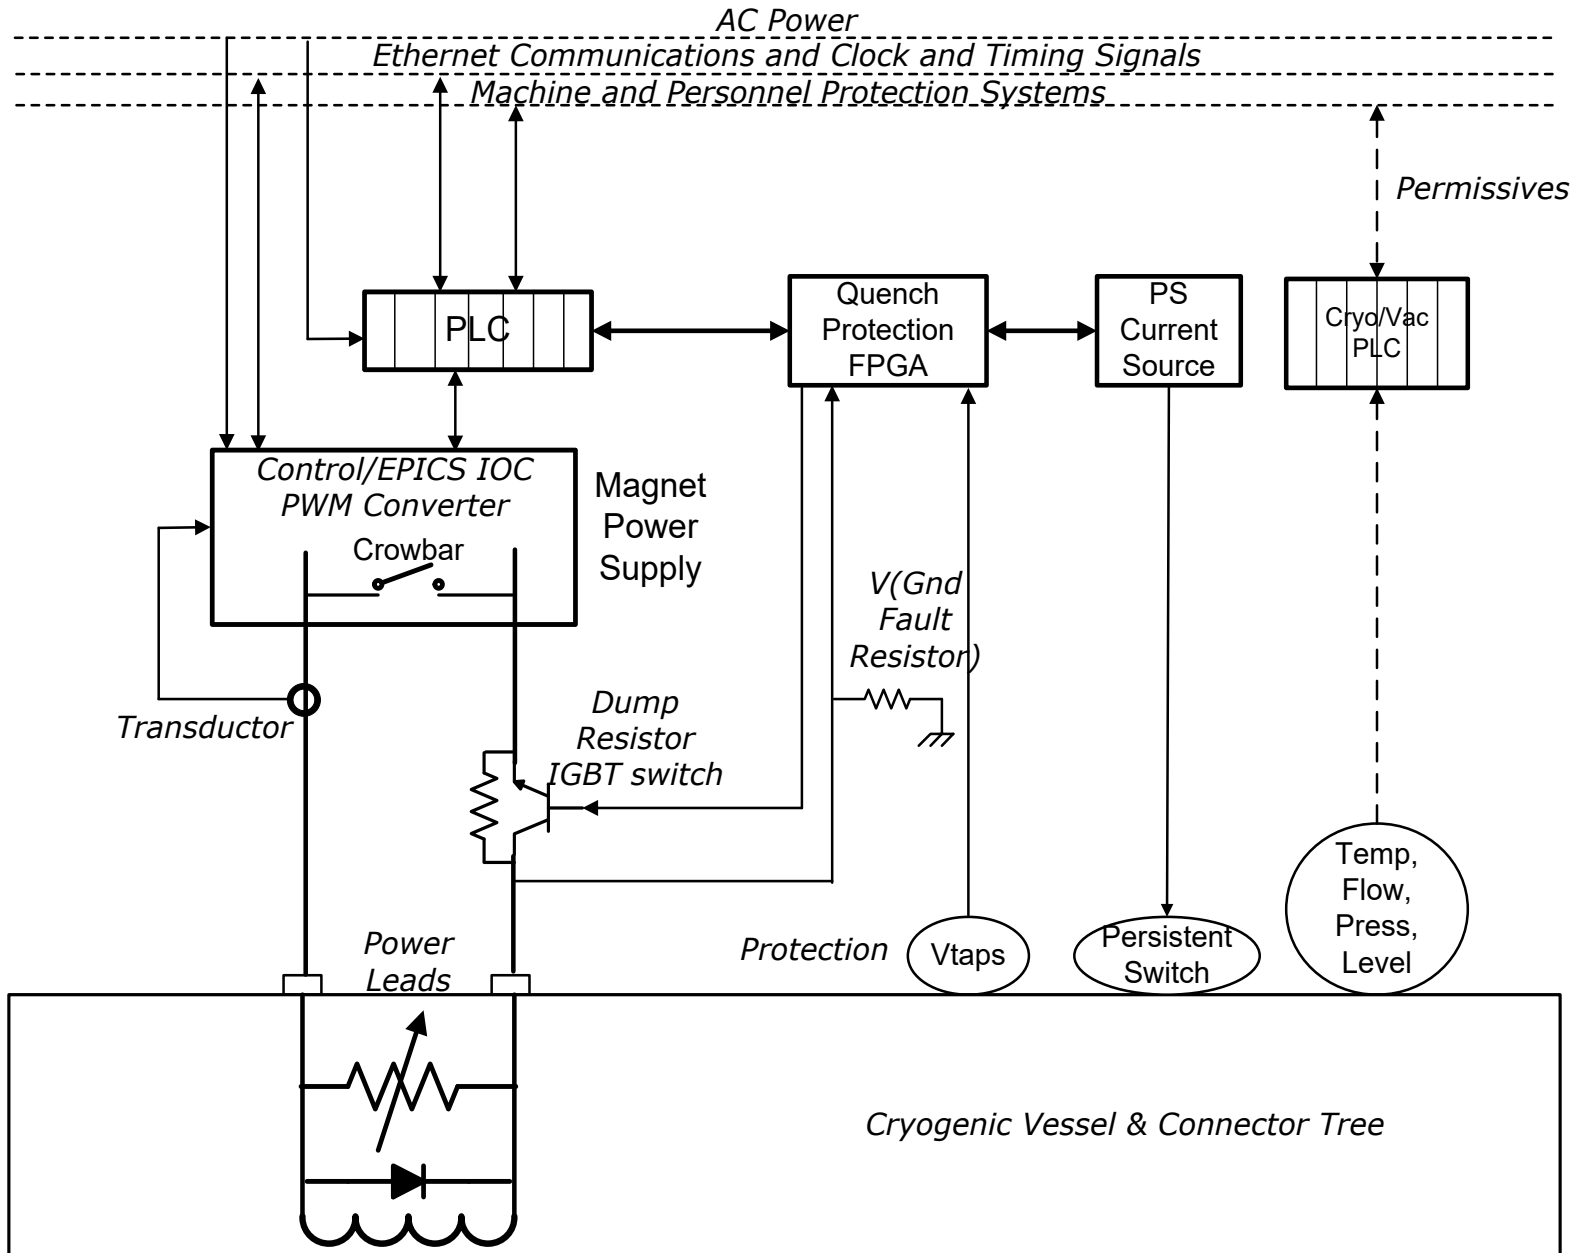 AC Power
Ethernet Communications and Clock and Timing Signals
Machine and Personnel Protection Systems
Permissives
PLC
Quench
Protection
FPGA
PS
Current
Source
Cryo/Vac
PLC
Control/EPICS IOC
PWM Converter
Crowbar
Magnet
Power
Supply
V(Gnd
Fault
Resistor)
Transductor
Dump
Resistor
IGBT switch
Power
Leads
Protection
Vtaps
Persistent
Switch
Temp,
Flow,
Press,
Level
Cryogenic Vessel & Connector Tree